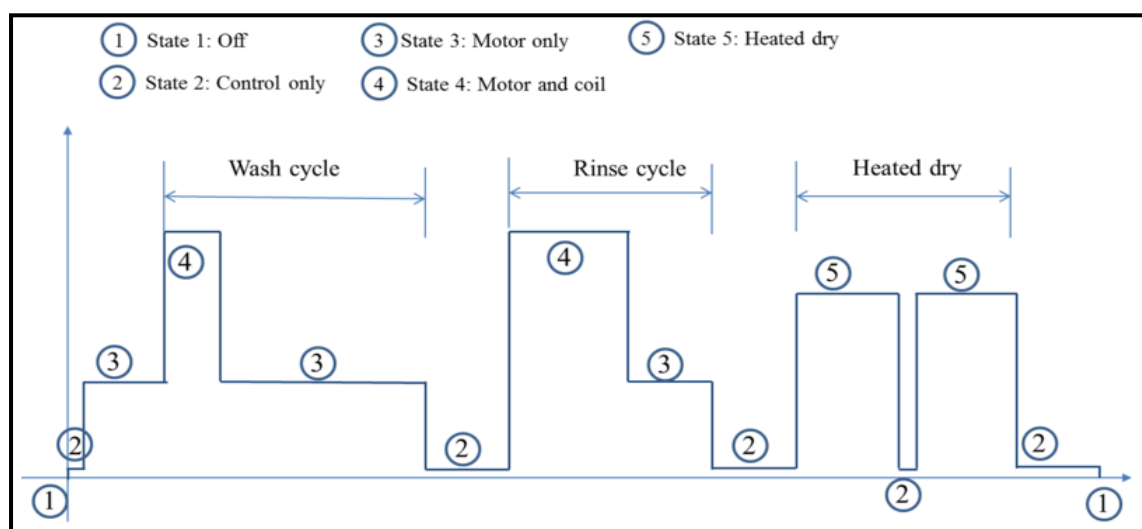 1 State 1: Off 3 State 3: Motor only 5 State 5: Heated dry
2 State 2: Control only 4 State 4: Motor and coil
Wash cycle Rinse cycle Heated dry
4 4 5 5
3 3 3
2 2 2 2
1 2 1